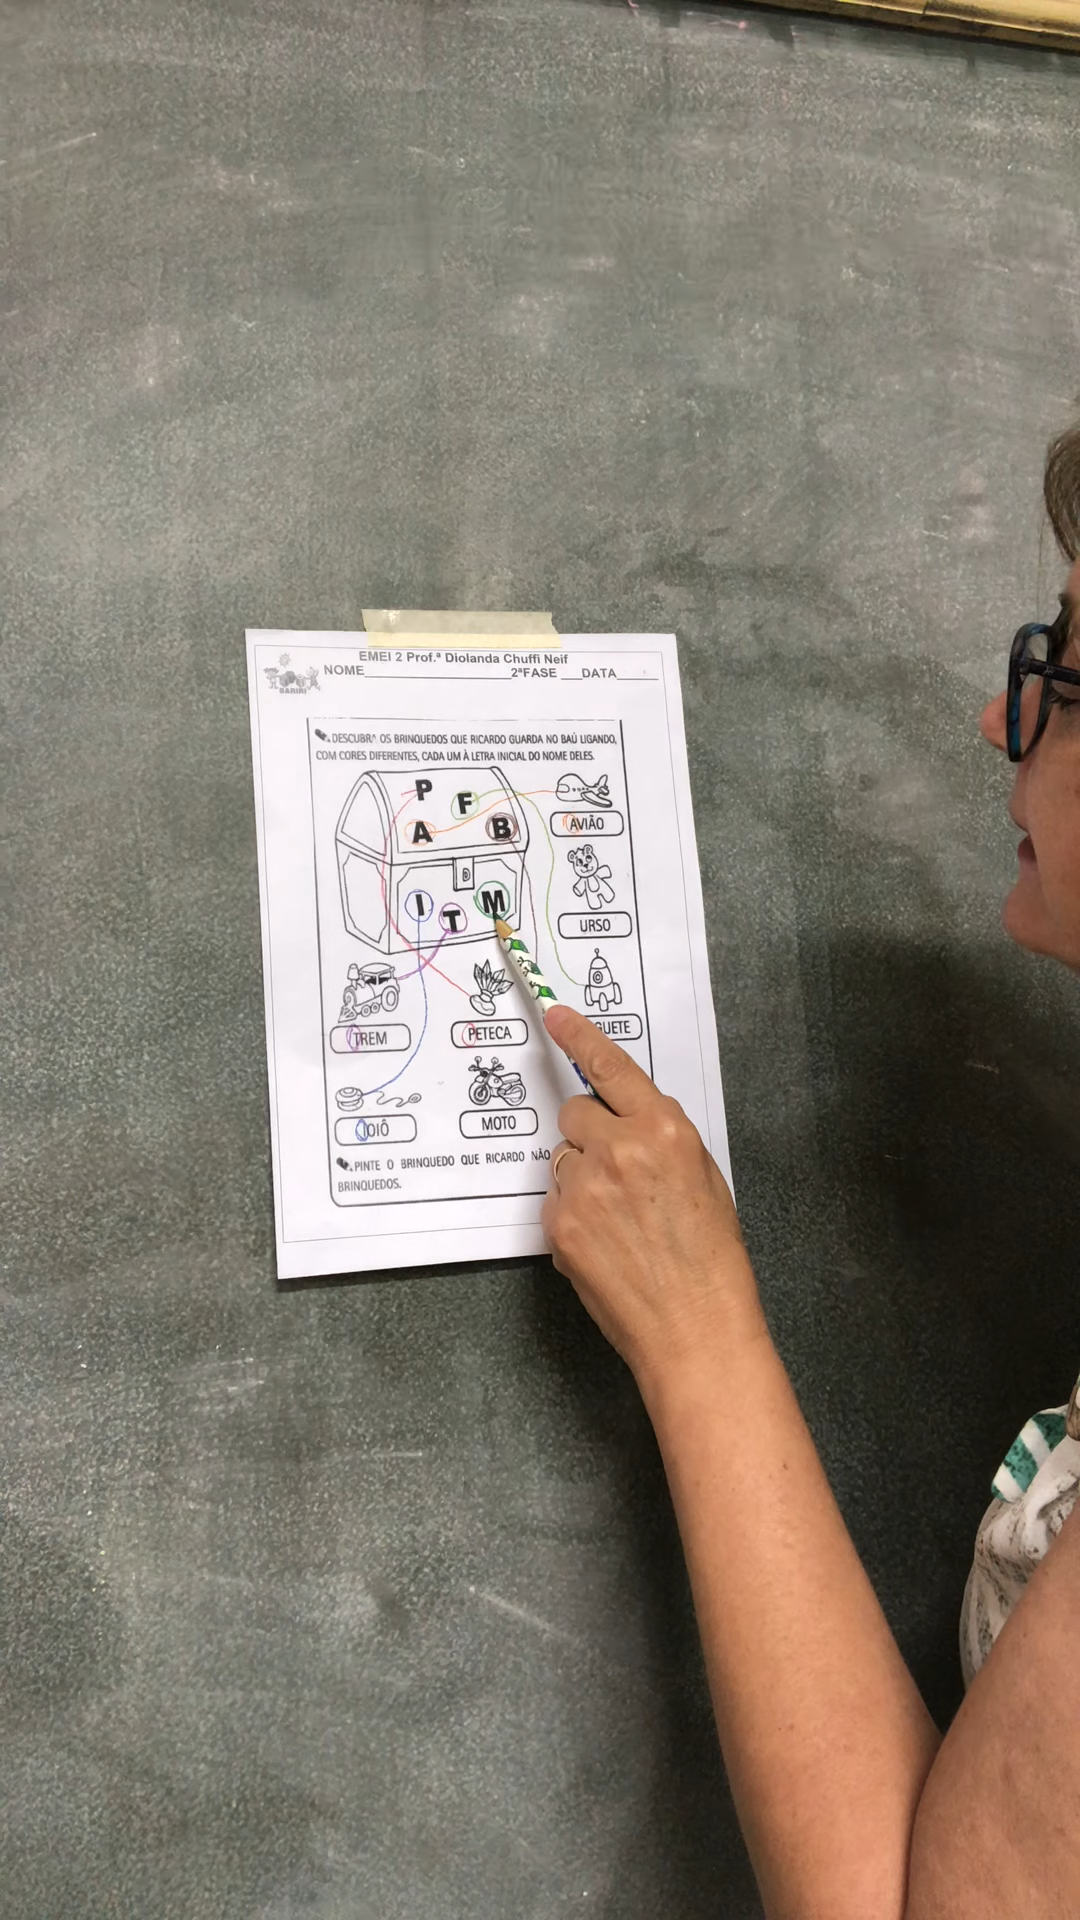 EMEI 2 Prof.ª Diolanda Chuffi Neif
NOME 2ªFASE DATA
BARIRI
DESCUBRA OS BRINQUEDOS QUE RICARDO GUARDA NO BAÚ LIGANDO,
COM CORES DIFERENTES, CADA UM À LETRA INICIAL DO NOME DELES.
P
F
A B
I T M
AVIÃO
URSO
GUETE
TREM PETECA
IOIÔ MOTO
PINTE O BRINQUEDO QUE RICARDO NÃO
BRINQUEDOS.